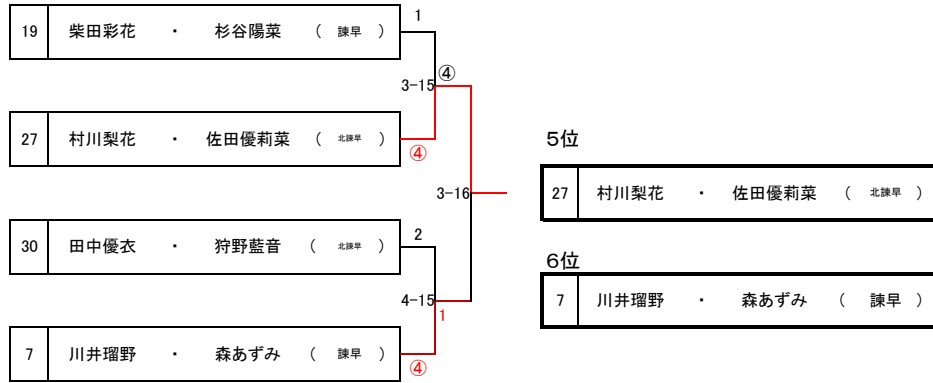 19 柴田彩花 ・ 杉谷陽菜 （ 諫早 ）
1
④
3-15
27 村川梨花 ・ 佐田優莉菜 （ 北諫早 ）
④
5位
3-16
27 村川梨花 ・ 佐田優莉菜 （ 北諫早 ）
30 田中優衣 ・ 狩野藍音 （ 北諫早 ）
2
6位
4-15
1
7 川井瑠野 ・ 森あずみ （ 諫早 ）
7 川井瑠野 ・ 森あずみ （ 諫早 ）
④